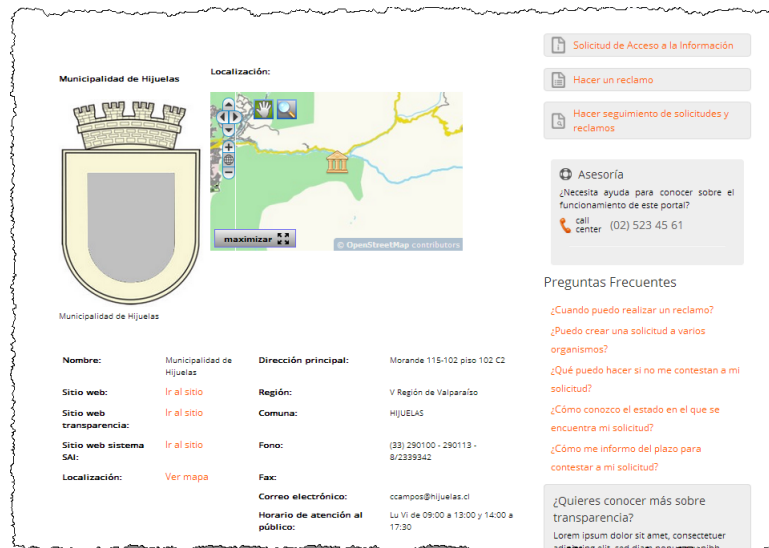 Municipalidad de Hijuelas
Localización:
maximizar
© OpenStreetMap contributors
Municipalidad de Hijuelas
Nombre:
Municipalidad de
Hijuelas
Dirección principal:
Morande 115-102 piso 102 C2
Sitio web:
Ir al sitio
Región:
V Región de Valparaíso
Sitio web
transparencia:
Ir al sitio
Comuna:
HIJUELAS
Sitio web sistema
SAI:
Ir al sitio
Fono:
(33) 290100 - 290113 -
8/2339342
Localización:
Ver mapa
Fax:
Correo electrónico:
ccampos@hijuelas.cl
Horario de atención al
público:
Lu Vi de 09:00 a 13:00 y 14:00 a
17:30
Solicitud de Acceso a la Información
Hacer un reclamo
Hacer seguimiento de solicitudes y
reclamos
Asesoría
¿Necesita ayuda para conocer sobre el
funcionamiento de este portal?
call
center
(02) 523 45 61
Preguntas Frecuentes
¿Cuando puedo realizar un reclamo?
¿Puedo crear una solicitud a varios
organismos?
¿Qué puedo hacer si no me contestan a mi
solicitud?
¿Cómo conozco el estado en el que se
encuentra mi solicitud?
¿Cómo me informo del plazo para
contestar a mi solicitud?
¿Quieres conocer más sobre
transparencia?
Lorem ipsum dolor sit amet, consectetuer